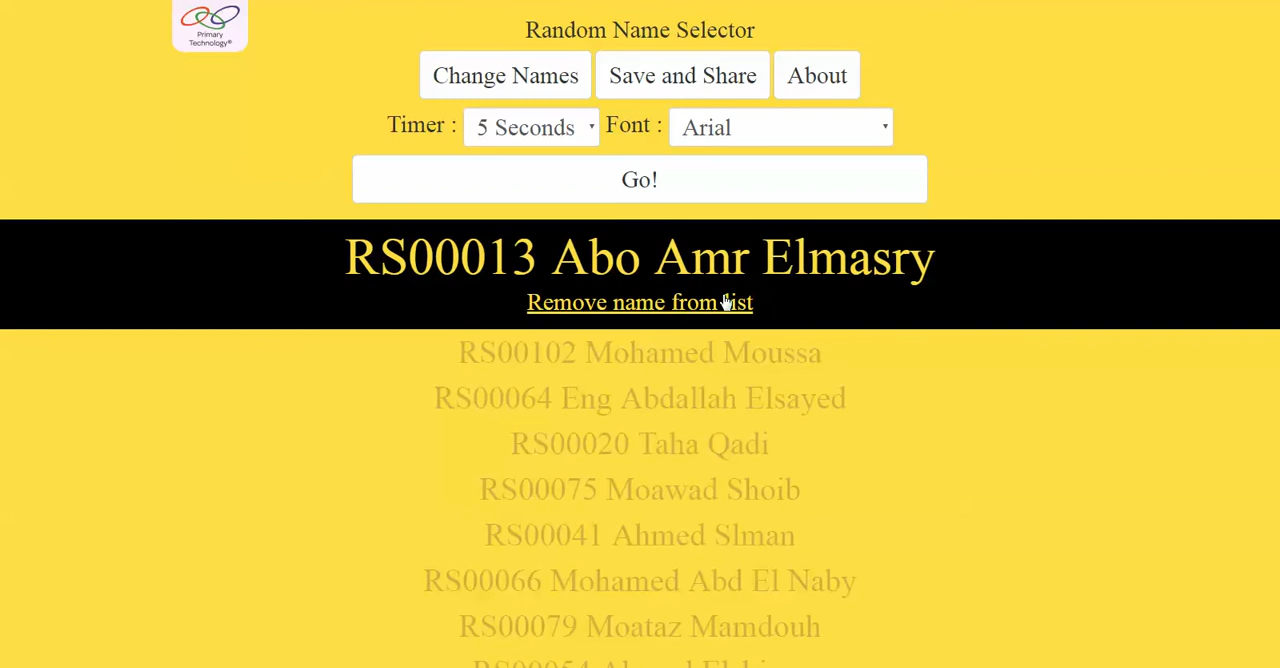 Primary
Technology®
Random Name Selector
Change Names Save and Share About
Timer : 5 Seconds Font : Arial
Go!
RS00013 Abo Amr Elmasry
Remove name from list
RS00102 Mohamed Moussa
RS00064 Eng Abdallah Elsayed
RS00020 Taha Qadi
RS00075 Moawad Shoib
RS00041 Ahmed Slman
RS00066 Mohamed Abd El Naby
RS00079 Moataz Mamdouh
RS00054 Ahmed